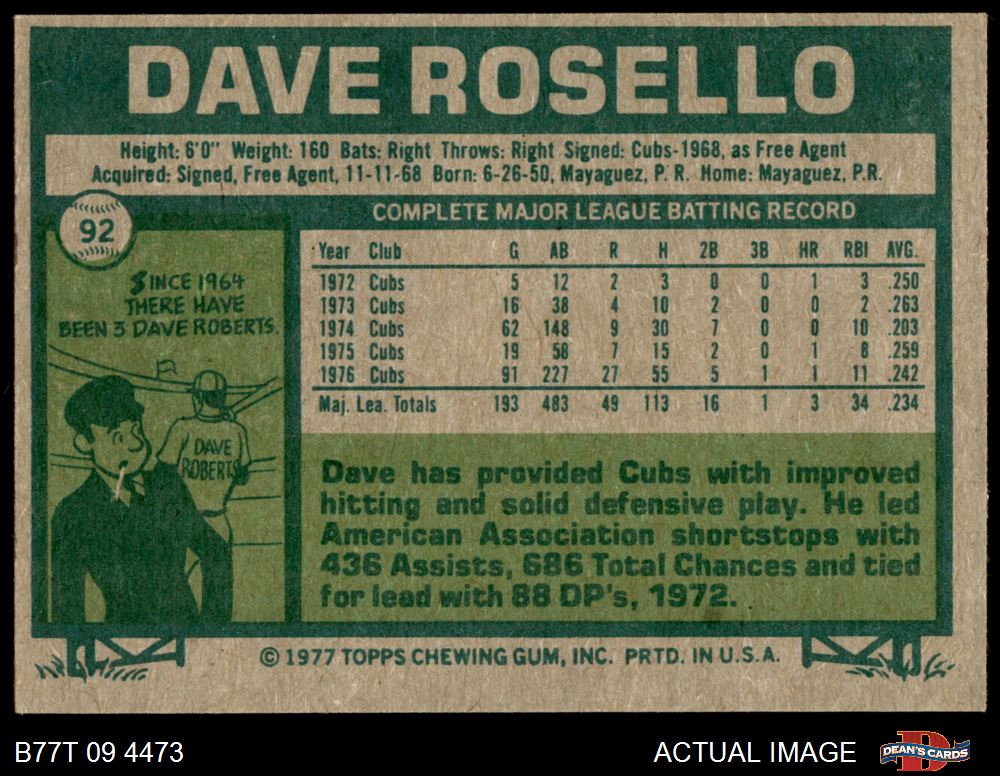 DAVE ROSELLO
Height: 6'0" Weight: 160 Bats: Right Throws: Right Signed: Cubs-1968, as Free Agent
Acquired: Signed, Free Agent, 11-11-68 Born: 6-26-50, Mayaguez, P. R. Home: Mayaguez, P.R.
92
SINCE 1964
THERE HAVE
BEEN 3 DAVE ROBERTS.
DAVE
ROBERTS
COMPLETE MAJOR LEAGUE BATTING RECORD
Year Club G AB R H 2B 3B HR RBI AVG.
1972 Cubs 5 12 2 3 0 0 1 3 .250
1973 Cubs 16 38 4 10 2 0 0 2 .263
1974 Cubs 62 148 9 30 7 0 0 10 .203
1975 Cubs 19 58 7 15 2 0 1 8 .259
1976 Cubs 91 227 27 55 5 1 1 11 .242
Maj. Lea. Totals 193 483 49 113 16 1 3 34 .234
Dave has provided Cubs with improved
hitting and solid defensive play. He led
American Association shortstops with
436 Assists, 686 Total Chances and tied
for lead with 88 DP's, 1972.
© 1977 TOPPS CHEWING GUM, INC. PRTD. IN U.S.A.
B77T 09 4473
ACTUAL IMAGE
D
DEAN'S CARDS